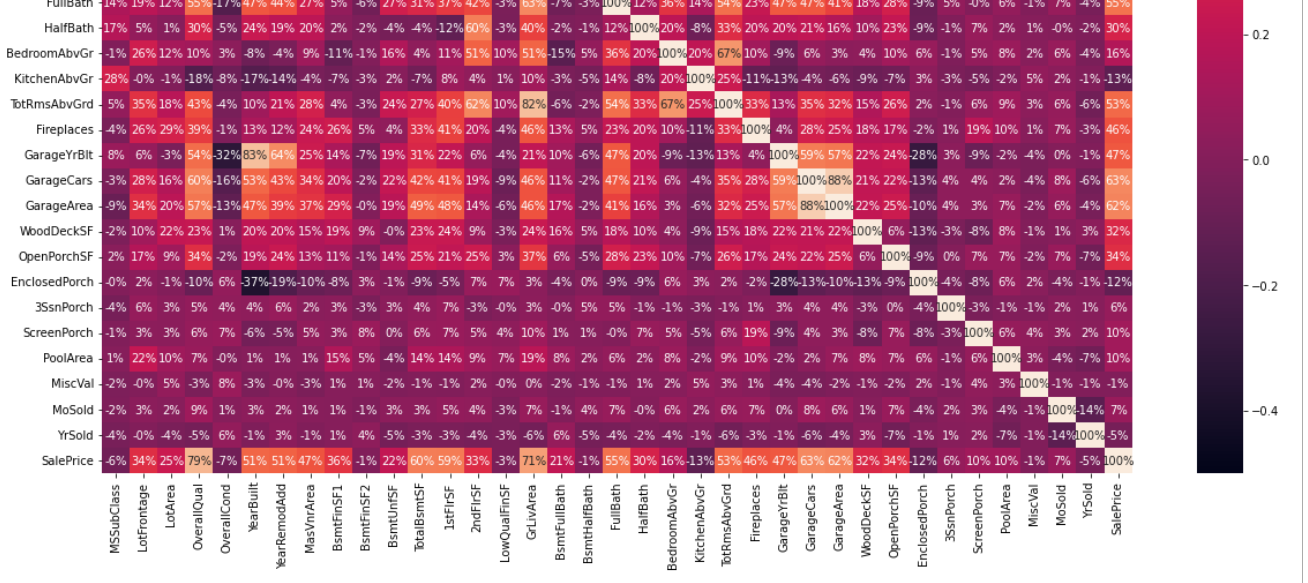 FullBath 14% 19% 12% 55% -17% 47% 44% 27% 5% -6% 27% 31% 37% 42% -3% 63% -7% -3% 100% 12% 36% 14% 54% 23% 47% 47% 41% 18% 28% -9% 5% -0% 6% -1% 7% -4% 55%
HalfBath 17% 5% 1% 30% -5% 24% 19% 20% 2% -2% -4% -4% -12% 60% -3% 40% -2% -1% 12% 100% 20% -8% 33% 20% 20% 21% 16% 10% 23% -9% -1% 7% 2% 1% -0% -2% 30% 0.2
BedroomAbvGr -1% 26% 12% 10% 3% -8% -4% 9% -11% -1% 16% 4% 11% 51% 10% 51% -15% 5% 36% 20% 100% 20% 67% 10% -9% 6% 3% 4% 9% 5% -4% 5% 8% 2% 6% -4% 16%
KitchenAbvGr 28% -0% -1% -18% -8% -17% -14% -4% -7% -3% 2% -7% 8% 4% 1% 10% -3% -5% 14% -8% 20% 100% 25% -11% -13% -4% -6% -9% -7% 3% -3% -5% -2% 5% 2% 1% -13%
TotRmsAbvGrd 5% 35% 18% 43% -4% 10% 21% 28% 4% -3% 24% 27% 40% 62% 10% 82% -6% -2% 54% 33% 67% 25% 100% 33% 13% 35% 32% 15% 26% 2% -1% 6% 9% 3% 6% -6% 53%
Fireplaces -4% 26% 29% 39% -1% 13% 12% 24% 26% 5% 4% 33% 41% 20% -4% 46% 13% 5% 23% 20% 10% -11% 33% 100% 4% 28% 25% 18% 17% -2% 1% 19% 10% 1% 7% -3% 46%
GarageYrBlt 8% 6% -3% 54% -32% 83% 64% 25% 14% -7% 19% 31% 22% 6% -4% 21% 10% -6% 47% 20% -9% -13% 13% 4% 100% 59% 57% 22% 24% -28% 3% -9% -2% -4% 0% -1% 47% 0.0
GarageCars -3% 28% 16% 60% -16% 53% 43% 34% 20% -2% 22% 42% 41% 19% -9% 46% 11% -2% 47% 21% 6% -4% 35% 28% 59% 100% 88% 21% 22% -13% 4% 4% 2% -4% 8% -6% 63%
GarageArea -9% 34% 20% 57% -13% 47% 39% 37% 29% -0% 19% 49% 48% 14% -6% 46% 17% -2% 41% 16% 3% -6% 32% 25% 57% 88% 100% 22% 25% -10% 4% 3% 7% -2% 6% -4% 62%
WoodDeckSF -2% 10% 22% 23% 1% 20% 20% 15% 19% 9% -0% 23% 24% 9% -3% 24% 16% 5% 18% 10% 4% -9% 15% 18% 22% 21% 22% 100% 6% -13% -3% -8% 8% -1% 1% 3% 32%
OpenPorchSF 2% 17% 9% 34% -2% 19% 24% 13% 11% -1% 14% 25% 21% 25% 3% 37% 6% -5% 28% 23% 10% -7% 26% 17% 24% 22% 25% 6% 100% -9% 0% 7% 7% -2% 7% -7% 34%
EnclosedPorch -0% 2% -1% -10% 6% -37% -19% -10% -8% 3% -1% -9% -5% 7% 7% 3% -4% 0% -9% -9% 6% 3% 2% -2% -28% -13% -10% -13% -9% 100% -4% -8% 6% 2% -4% -1% -12% −0.2
3SsnPorch -4% 6% 3% 5% 4% 4% 6% 2% 3% -3% 3% 4% 7% -3% -0% 3% -0% 5% 5% -1% -1% -3% -1% 1% 3% 4% 4% -3% 0% -4% 100% -3% -1% -1% 2% 1% 6%
ScreenPorch -1% 3% 3% 6% 7% -6% -5% 5% 3% 8% 0% -6% 7% 5% 4% 10% 1% 1% -0% 7% 5% -5% 6% 19% -9% 4% 3% -8% 7% -8% -3% 100% 6% 4% 3% 2% 10%
PoolArea 1% 22% 10% 7% -0% 1% 1% 1% 15% 5% -4% 14% 14% 9% 7% 19% 8% 2% 6% 2% 8% -2% 9% 10% -2% 2% 7% 8% 7% 6% -1% 6% 100% 3% -4% -7% 10%
MiscVal -2% -0% 5% -3% 8% -3% -0% -3% 1% 1% -2% -1% -1% 2% -0% 0% -2% -1% -1% 1% 2% 5% 3% 1% -4% -4% -2% -1% -2% 2% -1% 4% 3% 100% -1% -1% -1%
MoSold -2% 3% 2% 9% 1% 3% 2% 1% -1% -1% 3% 3% 5% 4% -3% 7% -1% 4% 7% -0% 6% 2% 6% 7% 0% 8% 6% 1% 7% -4% 2% 3% -4% -1% 100% -14% 7% −0.4
YrSold -4% -0% -4% -5% 6% -1% 3% -1% 1% 4% -5% -3% -3% -4% -3% -6% 6% -5% -4% -2% -4% 1% -6% -3% -1% -6% -4% 3% -7% -1% 1% 2% -7% -1% -14% 100% -5%
SalePrice -6% 34% 25% 79% -7% 51% 51% 47% 36% -1% 22% 60% 59% 33% -3% 71% 21% -1% 55% 30% 16% -13% 53% 46% 47% 63% 62% 32% 34% -12% 6% 10% 10% -1% 7% -5% 100%
MSSubClass
LotFrontage
LotArea
OverallQual
OverallCond
YearBuilt
YearRemodAdd
MasVnrArea
BsmtFinSF1
BsmtFinSF2
BsmtUnfSF
TotalBsmtSF
1stFlrSF
2ndFlrSF
LowQualFinSF
GrLivArea
BsmtFullBath
BsmtHalfBath
FullBath
HalfBath
BedroomAbvGr
KitchenAbvGr
TotRmsAbvGrd
Fireplaces
GarageYrBlt
GarageCars
GarageArea
WoodDeckSF
OpenPorchSF
EnclosedPorch
3SsnPorch
ScreenPorch
PoolArea
MiscVal
MoSold
YrSold
SalePrice